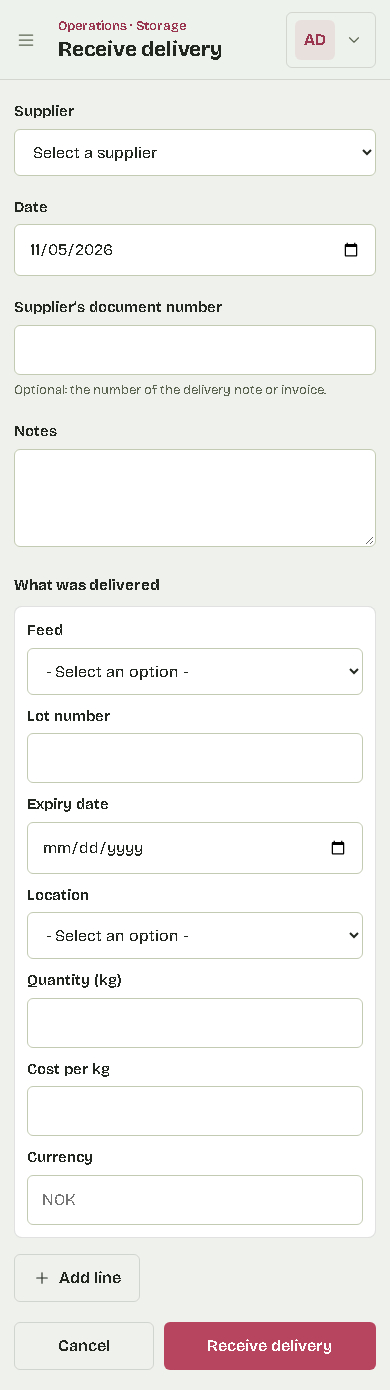 Operations · Storage
Receive delivery
AD
Supplier
Select a supplier
Date
11/05/2026
Supplier's document number
Optional: the number of the delivery note or invoice.
Notes
What was delivered
Feed
- Select an option -
Lot number
Expiry date
mm/dd/yyyy
Location
- Select an option -
Quantity (kg)
Cost per kg
Currency
NOK
Add line
Cancel
Receive delivery